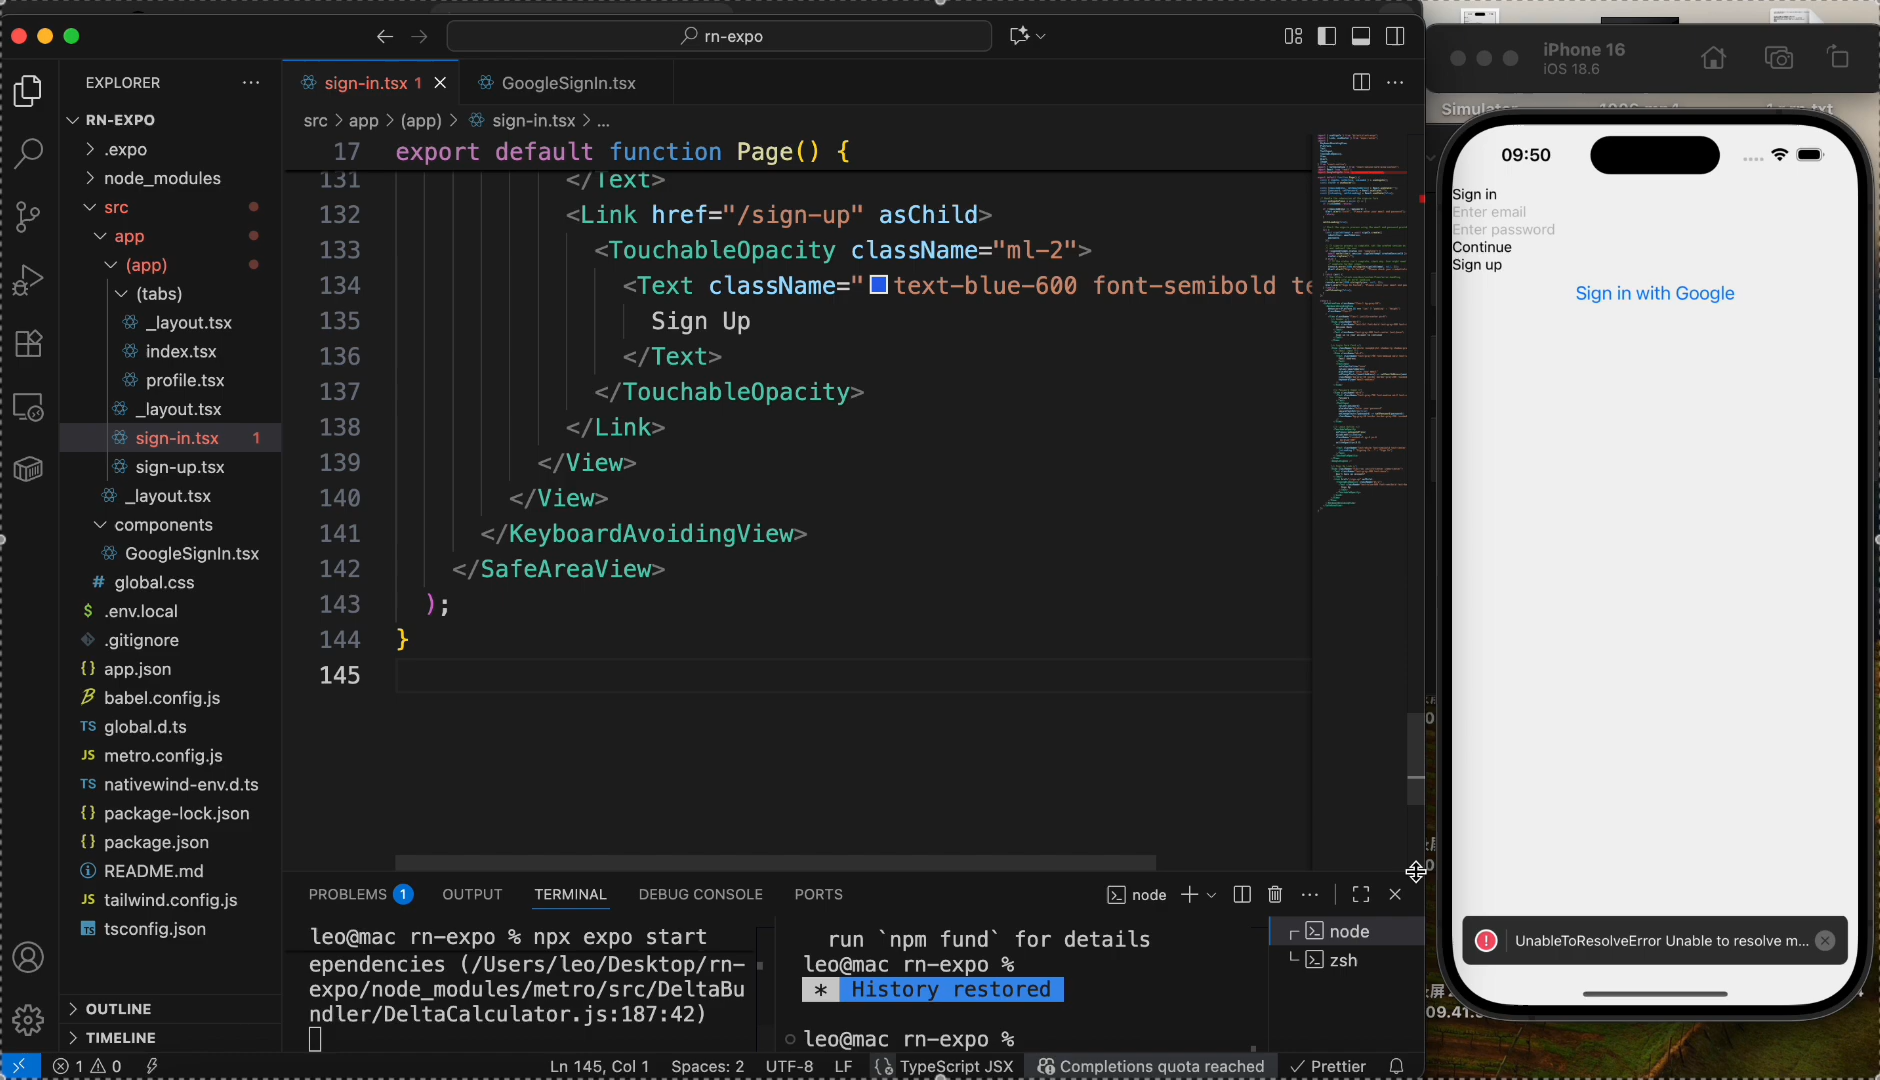 rn-expo
EXPLORER
RN-EXPO
.expo
node_modules
src
app
(app)
(tabs)
_layout.tsx
index.tsx
profile.tsx
_layout.tsx
sign-in.tsx 1
sign-up.tsx
_layout.tsx
components
GoogleSignIn.tsx
# global.css
$ .env.local
.gitignore
{} app.json
babel.config.js
TS global.d.ts
JS metro.config.js
TS nativewind-env.d.ts
{} package-lock.json
{} package.json
README.md
JS tailwind.config.js
TS tsconfig.json
OUTLINE
TIMELINE
sign-in.tsx 1
GoogleSignIn.tsx
src > app > (app) > sign-in.tsx > ...
17 export default function Page() {
131 </Text>
132 <Link href="/sign-up" asChild>
133 <TouchableOpacity className="ml-2">
134 <Text className="text-blue-600 font-semibold te
135 Sign Up
136 </Text>
137 </TouchableOpacity>
138 </Link>
139 </View>
140 </View>
141 </KeyboardAvoidingView>
142 </SafeAreaView>
143 );
144 }
145
PROBLEMS 1 OUTPUT TERMINAL DEBUG CONSOLE PORTS
node
leo@mac rn-expo % npx expo start
ependencies (/Users/leo/Desktop/rn-
expo/node_modules/metro/src/DeltaBu
ndler/DeltaCalculator.js:187:42)
run `npm fund` for details
leo@mac rn-expo %
* History restored
leo@mac rn-expo %
node
zsh
1 0
Ln 145, Col 1 Spaces: 2 UTF-8 LF {} TypeScript JSX Completions quota reached Prettier
iPhone 16
iOS 18.6
09:50
Sign in
Enter email
Enter password
Continue
Sign up
Sign in with Google
UnableToResolveError Unable to resolve m...